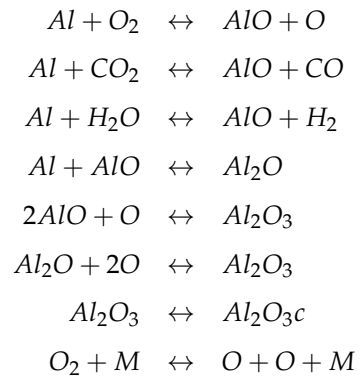 Al + O₂ ↔ AlO + O
Al + CO₂ ↔ AlO + CO
Al + H₂O ↔ AlO + H₂
Al + AlO ↔ Al₂O
2AlO + O ↔ Al₂O₃
Al₂O + 2O ↔ Al₂O₃
Al₂O₃ ↔ Al₂O₃c
O₂ + M ↔ O + O + M